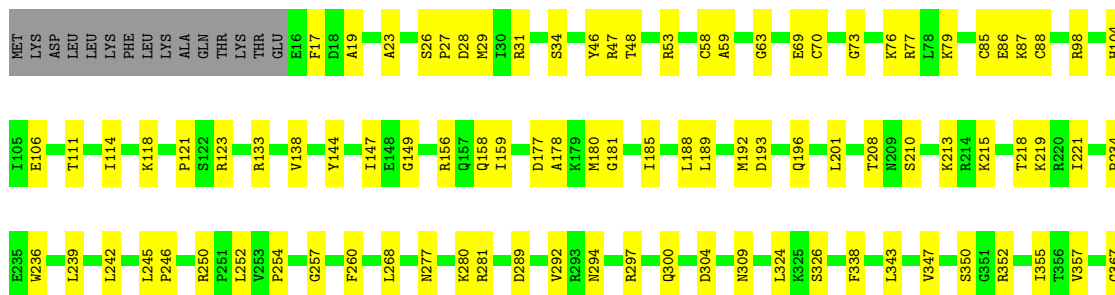 MET LYS ASP LEU LEU LEU LYS PHE LEU LYS ALA GLN THR LYS THR GLU E16 F17 D18 A19 A23 S26 P27 D28 M29 I30 R31 S34 Y46 R47 T48 R53 C58 A59 G63 E69 C70 G73 K76 R77 L78 K79 C85 E86 K87 C88 R98
I105 E106 T111 I114 K118 P121 S122 R123 R133 V138 Y144 I147 E148 G149 R156 Q157 Q158 I159 D177 A178 K179 M180 G181 I185 L188 L189 M192 D193 Q196 L201 T208 N209 S210 K213 R214 K215 T218 K219 R220 I221
E235 W236 L239 L242 L245 P246 R250 P251 L252 V253 P254 G257 F260 L268 N277 K280 R281 D289 V292 R293 N294 R297 Q300 D304 N309 L324 K325 S326 F338 L343 V347 S350 G351 R352 I355 T356 V357